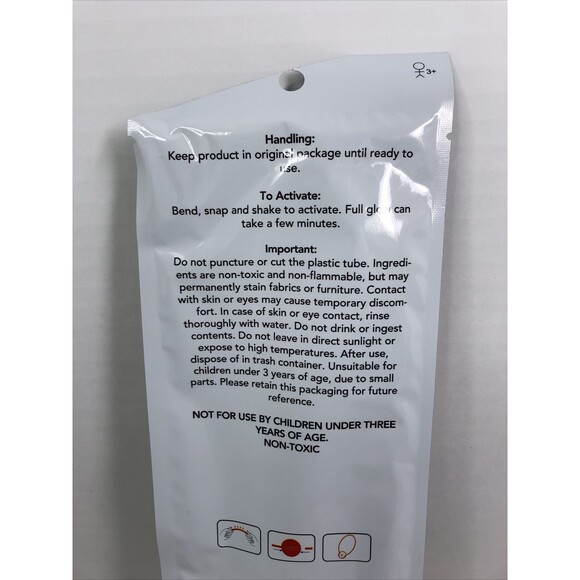 3+
Handling:
Keep product in original package until ready to
use.
To Activate:
Bend, snap and shake to activate. Full glow can
take a few minutes.
Important:
Do not puncture or cut the plastic tube. Ingredi-
ents are non-toxic and non-flammable, but may
permanently stain fabrics or furniture. Contact
with skin or eyes may cause temporary discom-
fort. In case of skin or eye contact, rinse
thoroughly with water. Do not drink or ingest
contents. Do not leave in direct sunlight or
expose to high temperatures. After use,
dispose of in trash container. Unsuitable for
children under 3 years of age, due to small
parts. Please retain this packaging for future
reference.
NOT FOR USE BY CHILDREN UNDER THREE
YEARS OF AGE.
NON-TOXIC